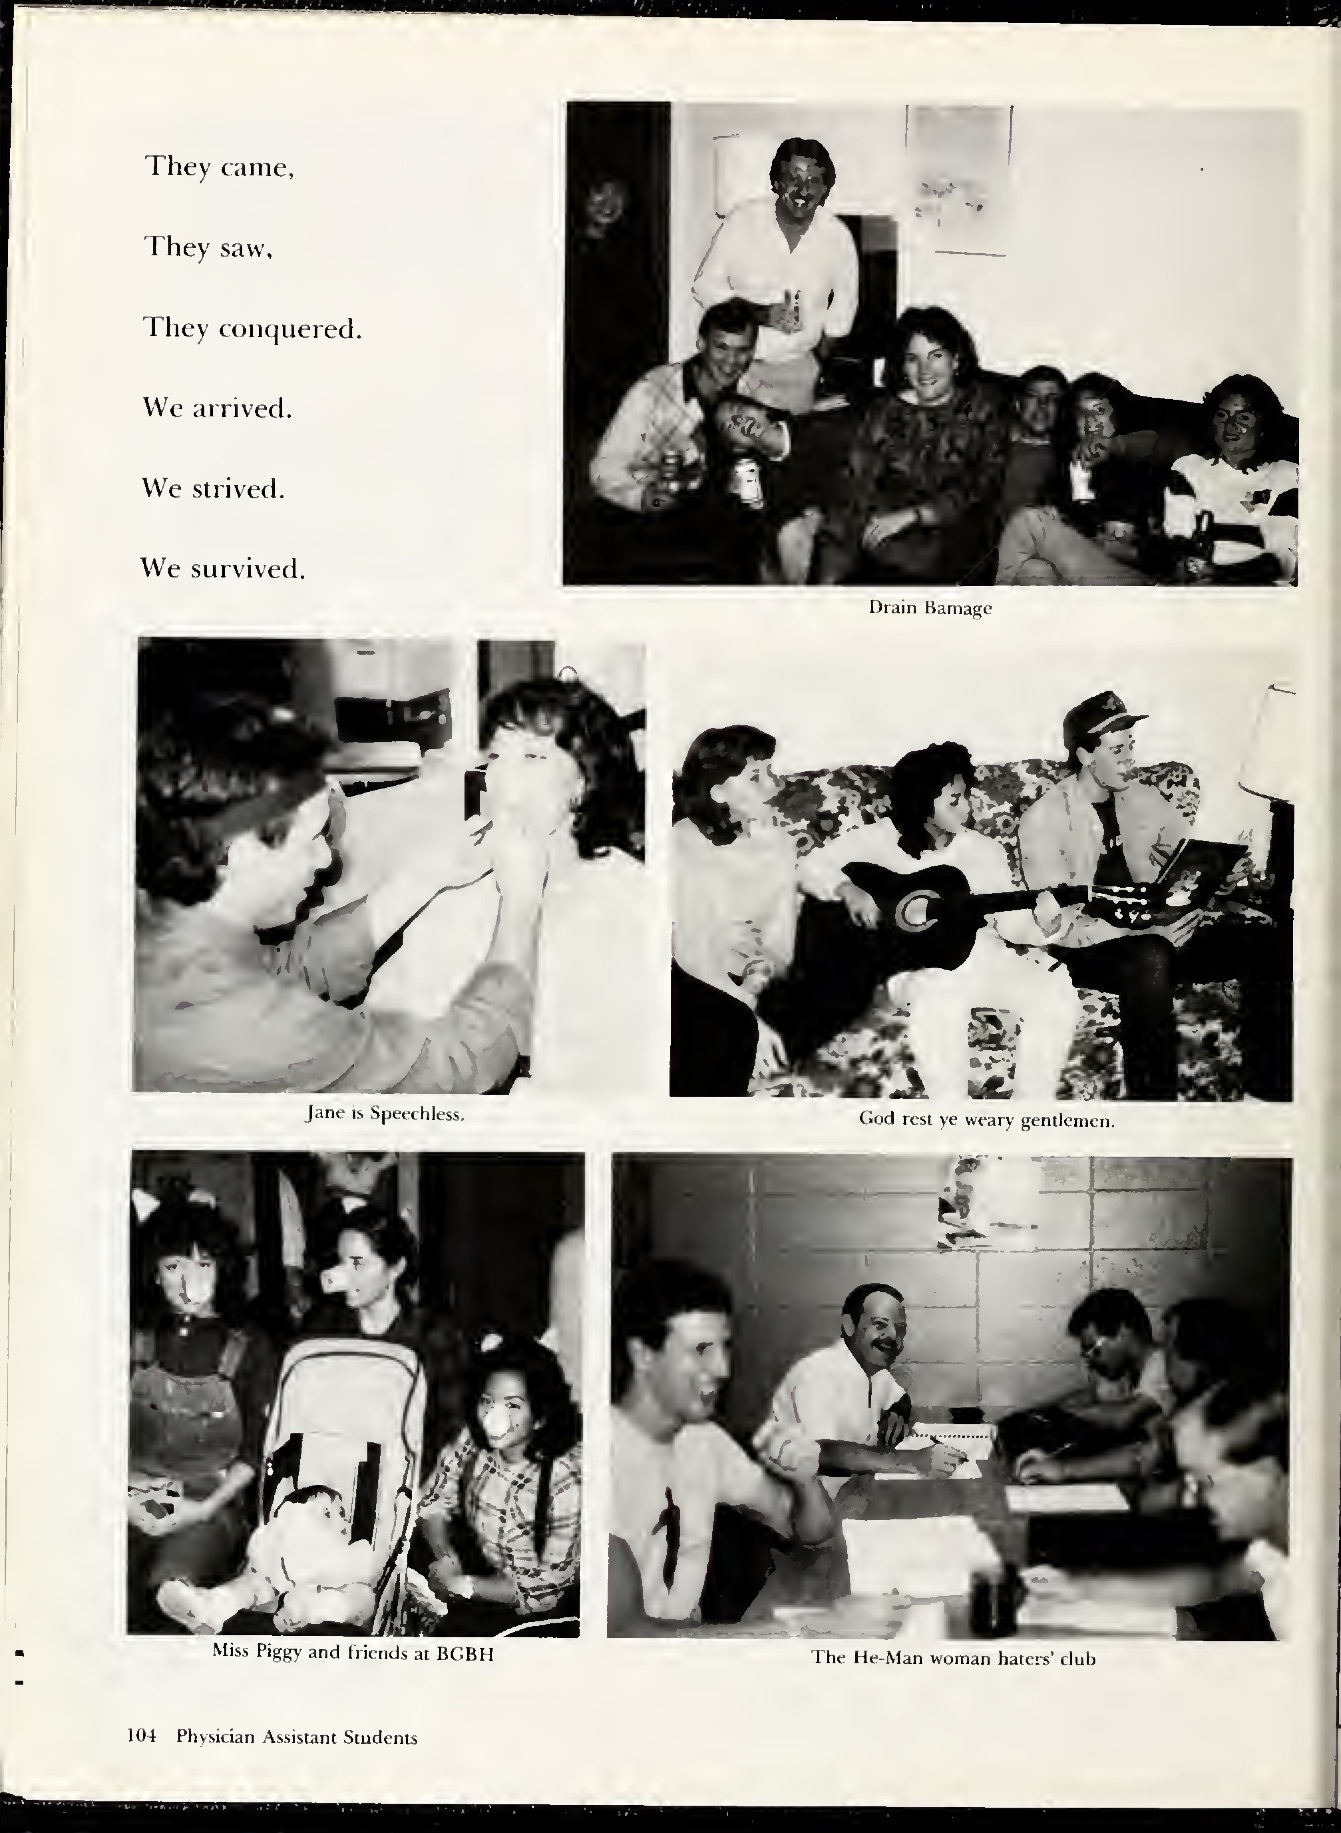 They came,
They saw,
They conquered.
We arrived.
We strived.
We survived.
Drain Bamage
Jane is Speechless.
God rest ye weary gentlemen.
Miss Piggy and friends at BGBH
The He-Man woman haters' club
104 Physician Assistant Students